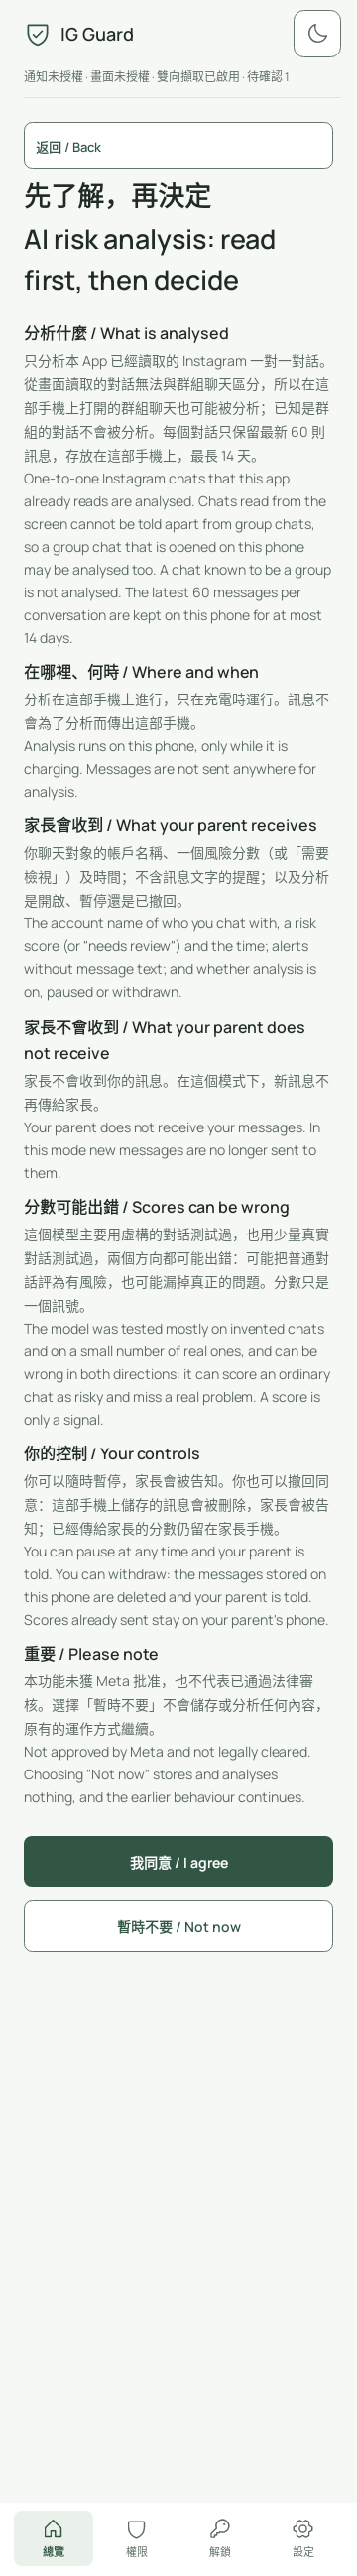 IG Guard
通知未授權 · 畫面未授權 · 雙向擷取已啟用 · 待確認 1
返回 / Back
先了解，再決定
AI risk analysis: read
first, then decide
分析什麼 / What is analysed
只分析本 App 已經讀取的 Instagram 一對一對話。
從畫面讀取的對話無法與群組聊天區分，所以在這
部手機上打開的群組聊天也可能被分析；已知是群
組的對話不會被分析。每個對話只保留最新 60 則
訊息，存放在這部手機上，最長 14 天。
One-to-one Instagram chats that this app
already reads are analysed. Chats read from the
screen cannot be told apart from group chats,
so a group chat that is opened on this phone
may be analysed too. A chat known to be a group
is not analysed. The latest 60 messages per
conversation are kept on this phone for at most
14 days.
在哪裡、何時 / Where and when
分析在這部手機上進行，只在充電時運行。訊息不
會為了分析而傳出這部手機。
Analysis runs on this phone, only while it is
charging. Messages are not sent anywhere for
analysis.
家長會收到 / What your parent receives
你聊天對象的帳戶名稱、一個風險分數（或「需要
檢視」）及時間；不含訊息文字的提醒；以及分析
是開啟、暫停還是已撤回。
The account name of who you chat with, a risk
score (or "needs review") and the time; alerts
without message text; and whether analysis is
on, paused or withdrawn.
家長不會收到 / What your parent does
not receive
家長不會收到你的訊息。在這個模式下，新訊息不
再傳給家長。
Your parent does not receive your messages. In
this mode new messages are no longer sent to
them.
分數可能出錯 / Scores can be wrong
這個模型主要用虛構的對話測試過，也用少量真實
對話測試過，兩個方向都可能出錯：可能把普通對
話評為有風險，也可能漏掉真正的問題。分數只是
一個訊號。
The model was tested mostly on invented chats
and on a small number of real ones, and can be
wrong in both directions: it can score an ordinary
chat as risky and miss a real problem. A score is
only a signal.
你的控制 / Your controls
你可以隨時暫停，家長會被告知。你也可以撤回同
意：這部手機上儲存的訊息會被刪除，家長會被告
知；已經傳給家長的分數仍留在家長手機。
You can pause at any time and your parent is
told. You can withdraw: the messages stored on
this phone are deleted and your parent is told.
Scores already sent stay on your parent's phone.
重要 / Please note
本功能未獲 Meta 批准，也不代表已通過法律審
核。選擇「暫時不要」不會儲存或分析任何內容，
原有的運作方式繼續。
Not approved by Meta and not legally cleared.
Choosing "Not now" stores and analyses
nothing, and the earlier behaviour continues.
我同意 / I agree
暫時不要 / Not now
總覽
權限
解鎖
設定